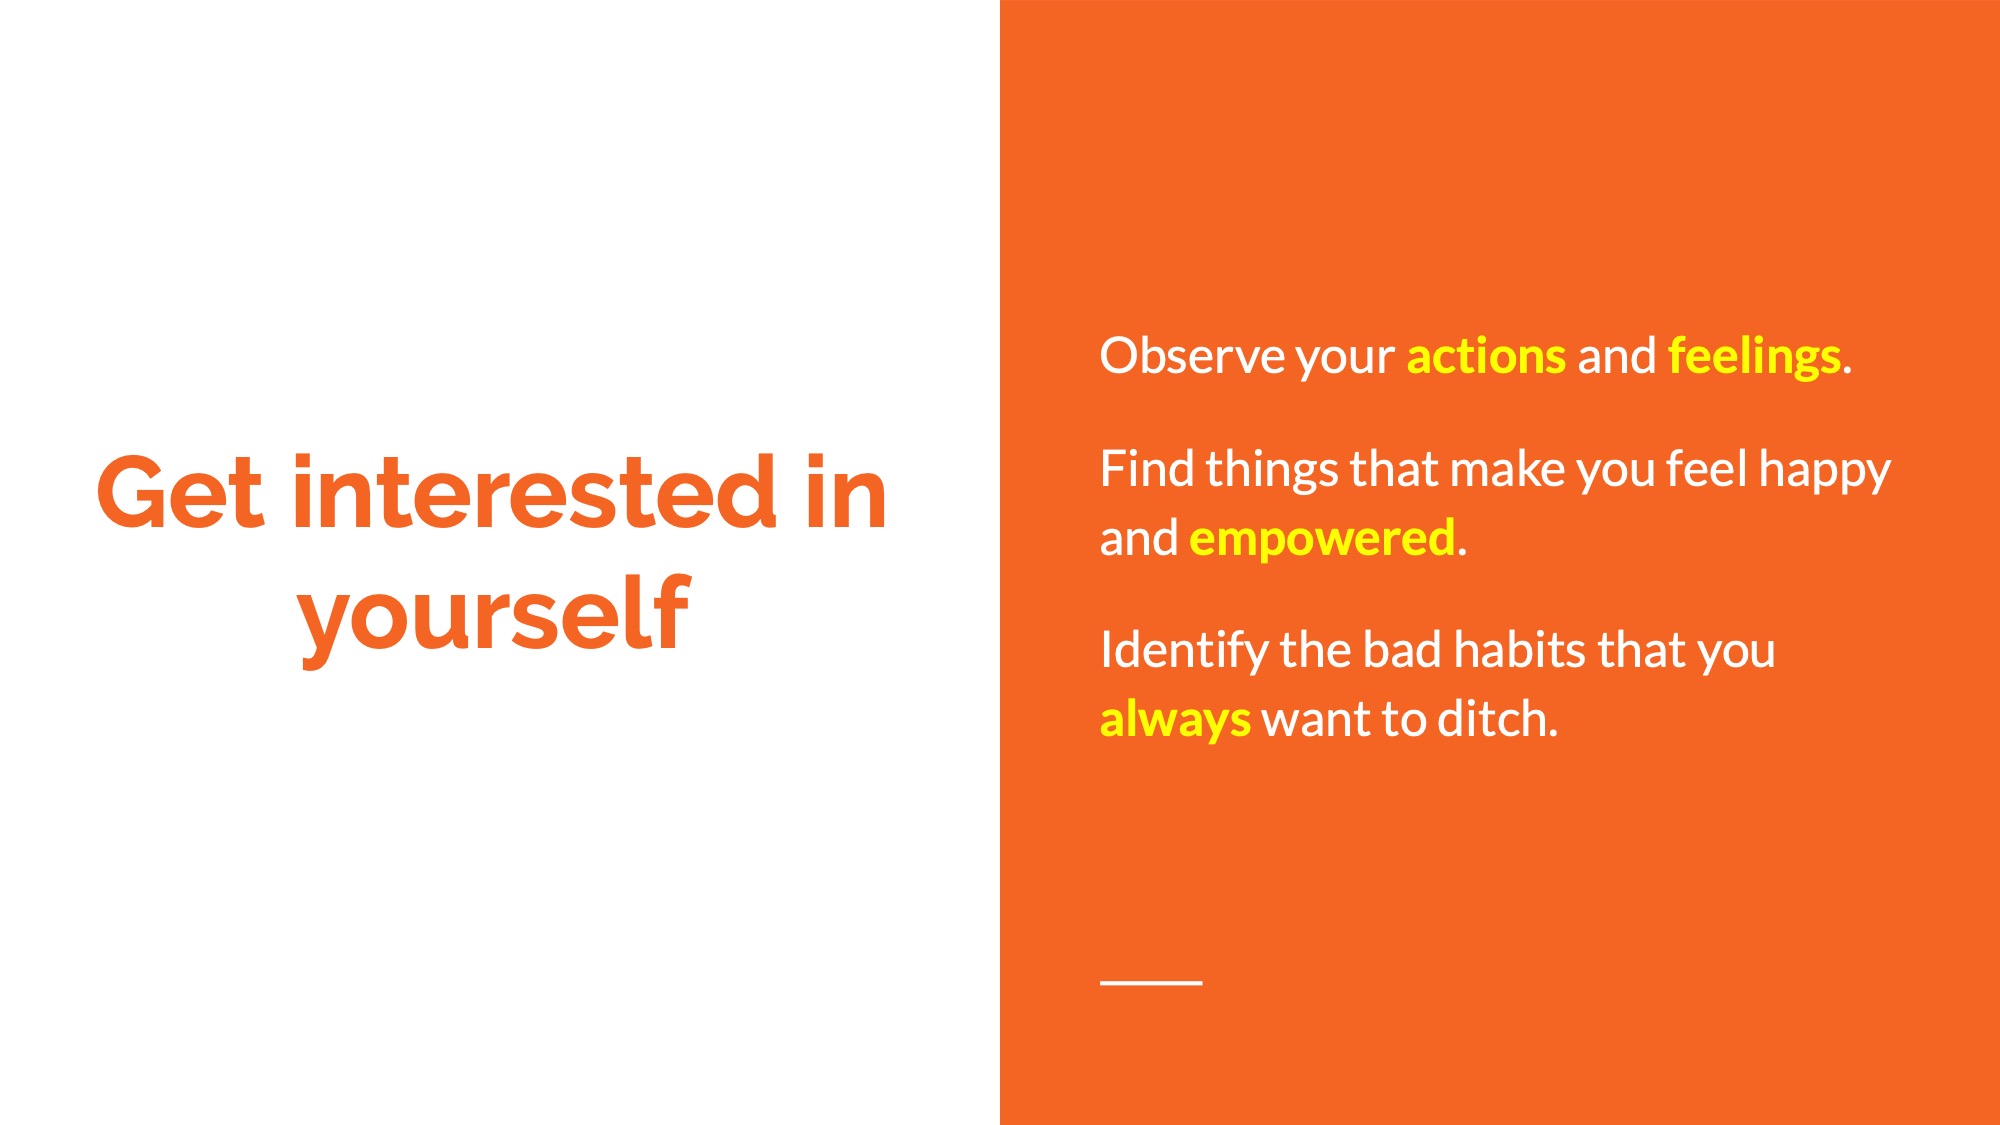 Get interested in
yourself
Observe your actions and feelings.
Find things that make you feel happy
and empowered.
Identify the bad habits that you
always want to ditch.